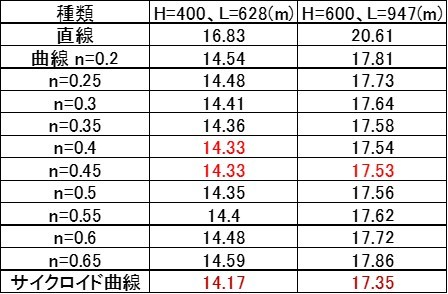 種類 H=400、L=628(m) H=600、L=947(m)
直線 16.83 20.61
曲線 n=0.2 14.54 17.81
n=0.25 14.48 17.73
n=0.3 14.41 17.64
n=0.35 14.36 17.58
n=0.4 14.33 17.54
n=0.45 14.33 17.53
n=0.5 14.35 17.56
n=0.55 14.4 17.62
n=0.6 14.48 17.72
n=0.65 14.59 17.86
サイクロイド曲線 14.17 17.35